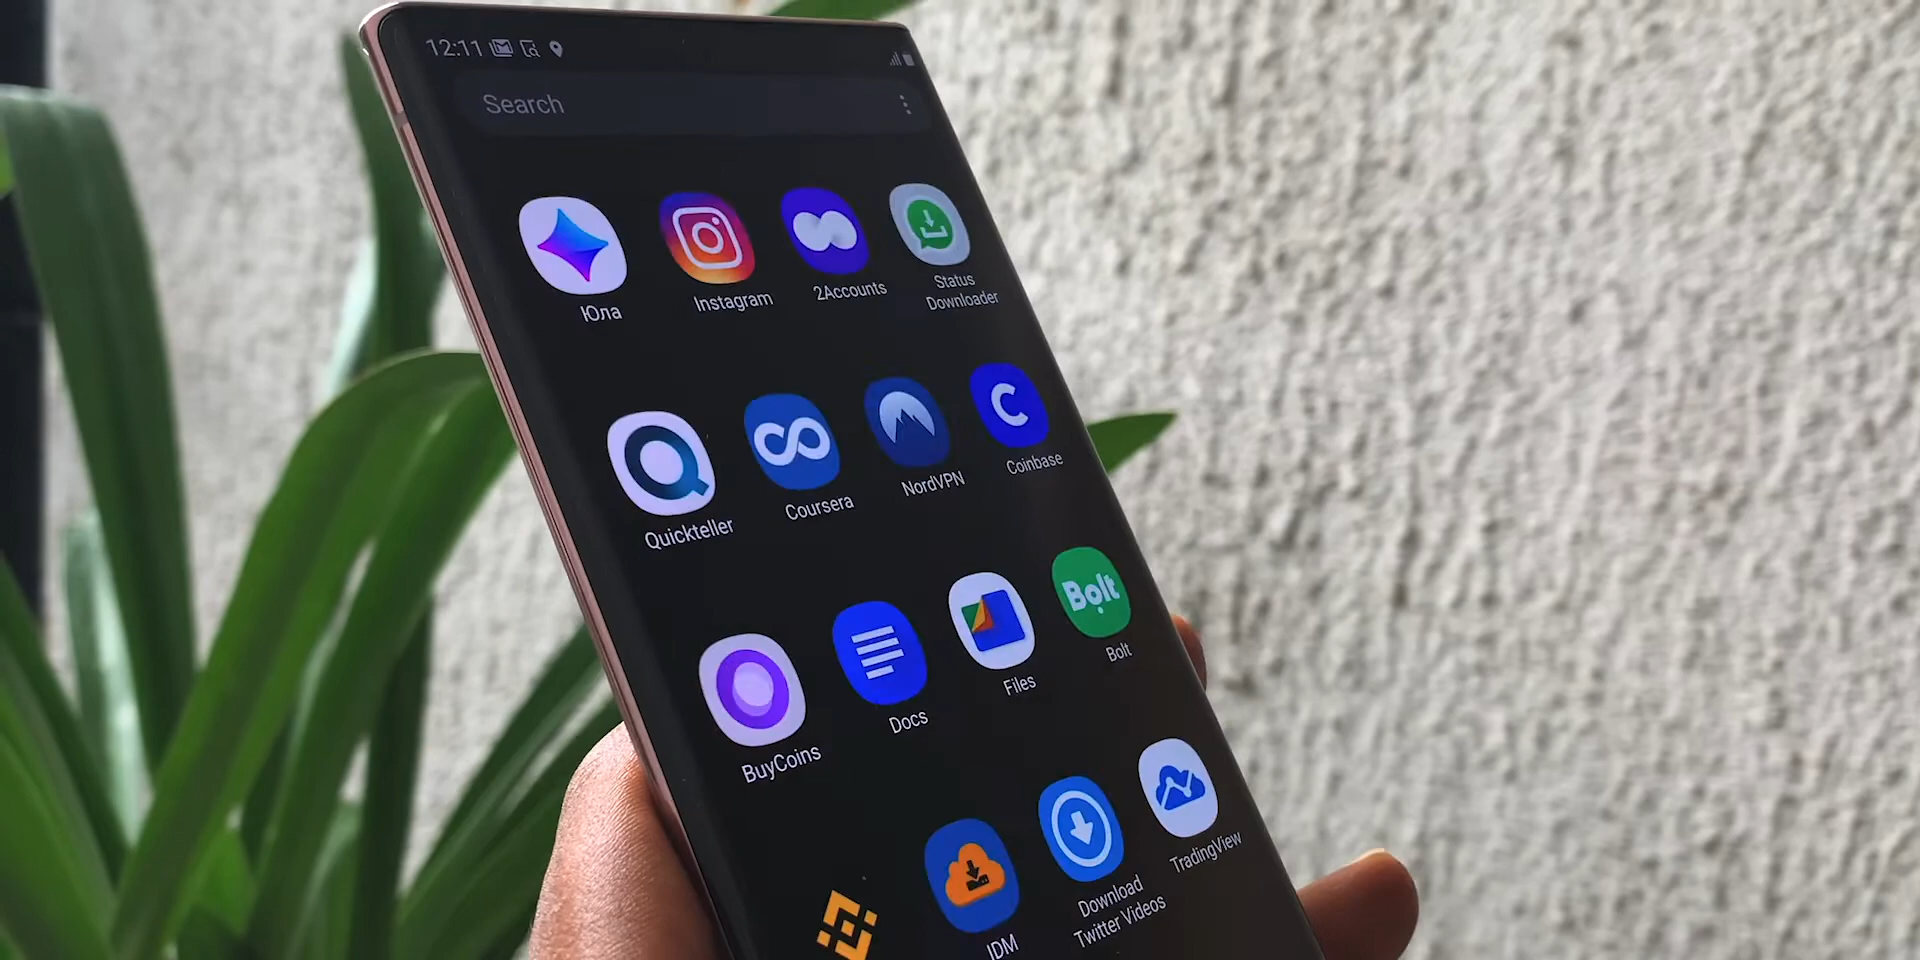 12:11
Search
Юла
Instagram
2Accounts
Status
Downloader
Quickteller
Coursera
NordVPN
C
Coinbase
BuyCoins
Docs
Files
Bolt
Bolt
IDM
Download
Twitter Videos
TradingView